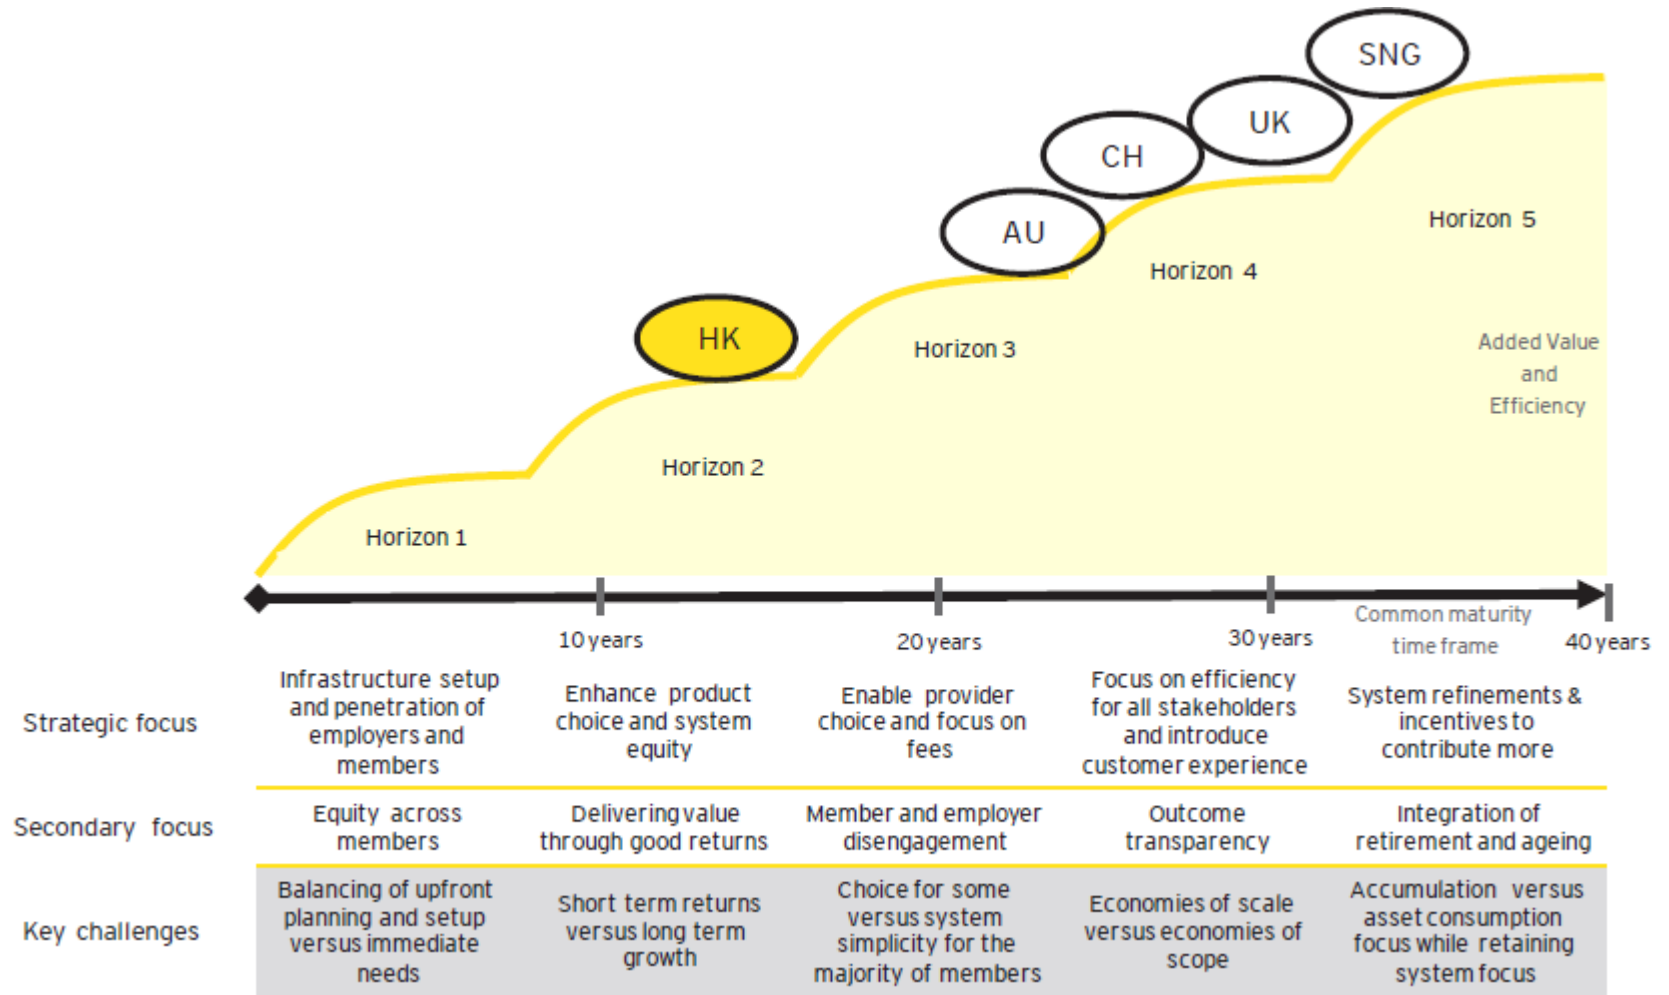 SNG
UK
CH
AU
HK
Horizon 5
Horizon 4
Horizon 3
Horizon 2
Horizon 1
Added Value
and
Efficiency
10 years
20 years
30 years
40 years
Common maturity
time frame
Strategic focus
Infrastructure setup
and penetration of
employers and
members
Enhance product
choice and system
equity
Enable provider
choice and focus on
fees
Focus on efficiency
for all stakeholders
and introduce
customer experience
System refinements &
incentives to
contribute more
Secondary focus
Equity across
members
Delivering value
through good returns
Member and employer
disengagement
Outcome
transparency
Integration of
retirement and ageing
Key challenges
Balancing of upfront
planning and setup
versus immediate
needs
Short term returns
versus long term
growth
Choice for some
versus system
simplicity for the
majority of members
Economies of scale
versus economies of
scope
Accumulation versus
asset consumption
focus while retaining
system focus